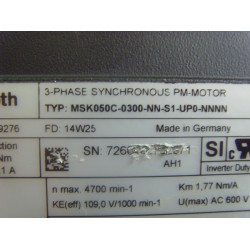 3-PHASE SYNCHRONOUS PM-MOTOR
TYP: MSK050C-0300-NN-S1-UP0-NNNN
9276 FD: 14W25 Made in Germany
SN: 726
AH1
Inverter Duty
Nm n max. 4700 min-1 Km 1,77 Nm/A
1 A KE(eff) 109,0 V/1000 min-1 U(max) AC 600 V